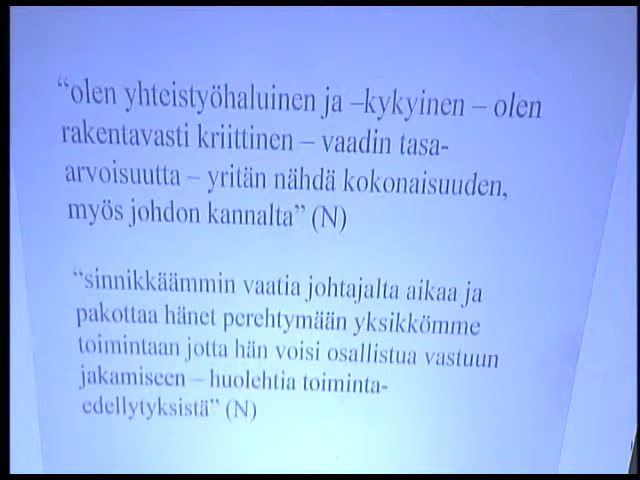 “olen yhteistyöhaluinen ja –kykyinen – olen
rakentavasti kriittinen – vaadin tasa-
arvoisuutta – yritän nähdä kokonaisuuden,
myös johdon kannalta” (N)
“sinnikkäämmin vaatia johtajalta aikaa ja
pakottaa hänet perehtymään yksikkömme
toimintaan jotta hän voisi osallistua vastuun
jakamiseen – huolehtia toiminta-
edellytyksistä” (N)